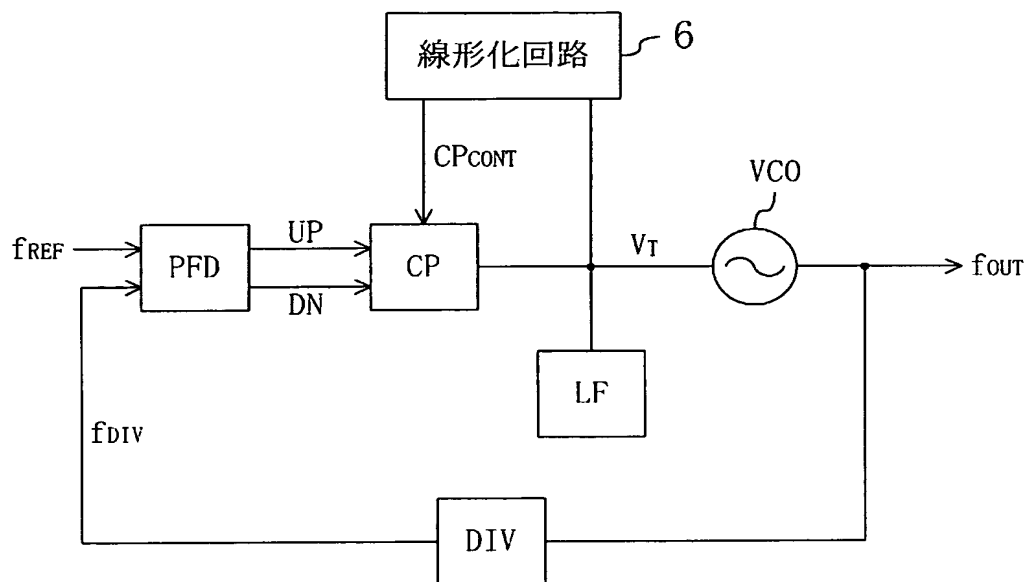 線形化回路
6
CPCONT
VCO
fREF
PFD
UP
DN
CP
VT
fOUT
LF
fDIV
DIV